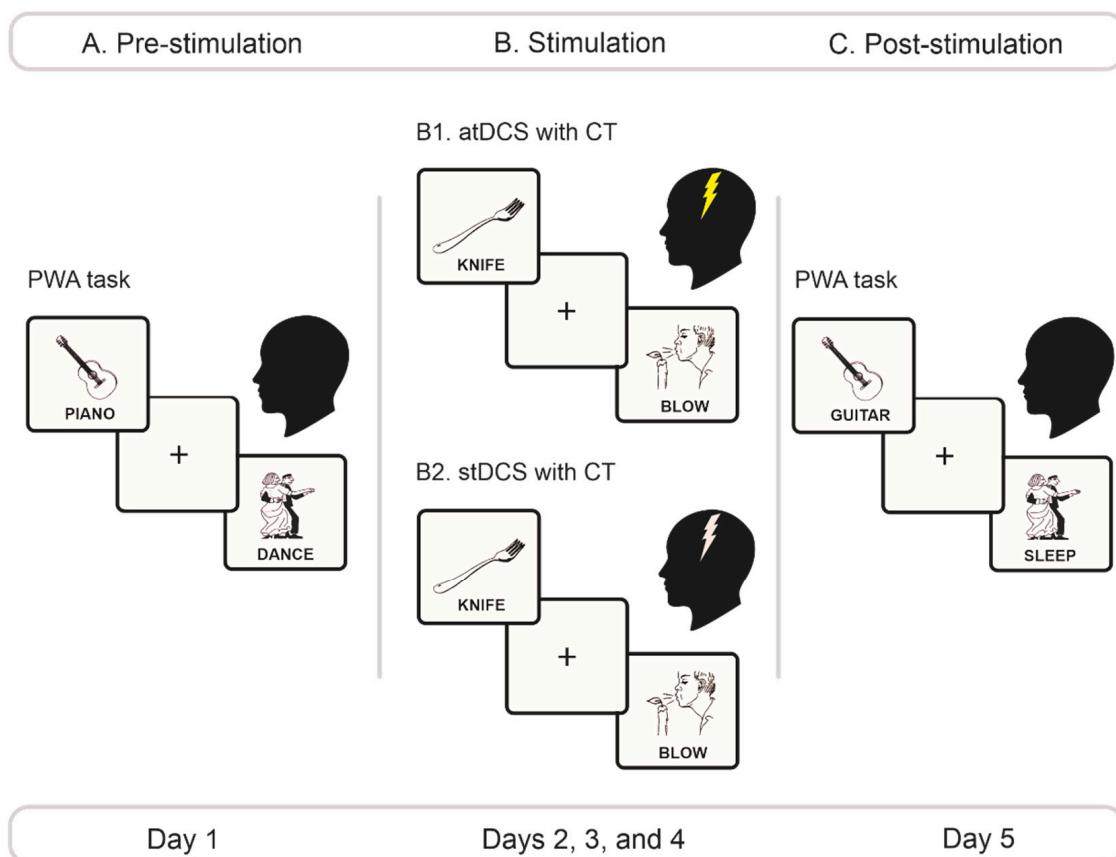 A. Pre-stimulation
B. Stimulation
C. Post-stimulation
B1. atDCS with CT
KNIFE
+
BLOW
PWA task
PIANO
+
DANCE
B2. stDCS with CT
KNIFE
+
BLOW
PWA task
GUITAR
+
SLEEP
Day 1
Days 2, 3, and 4
Day 5